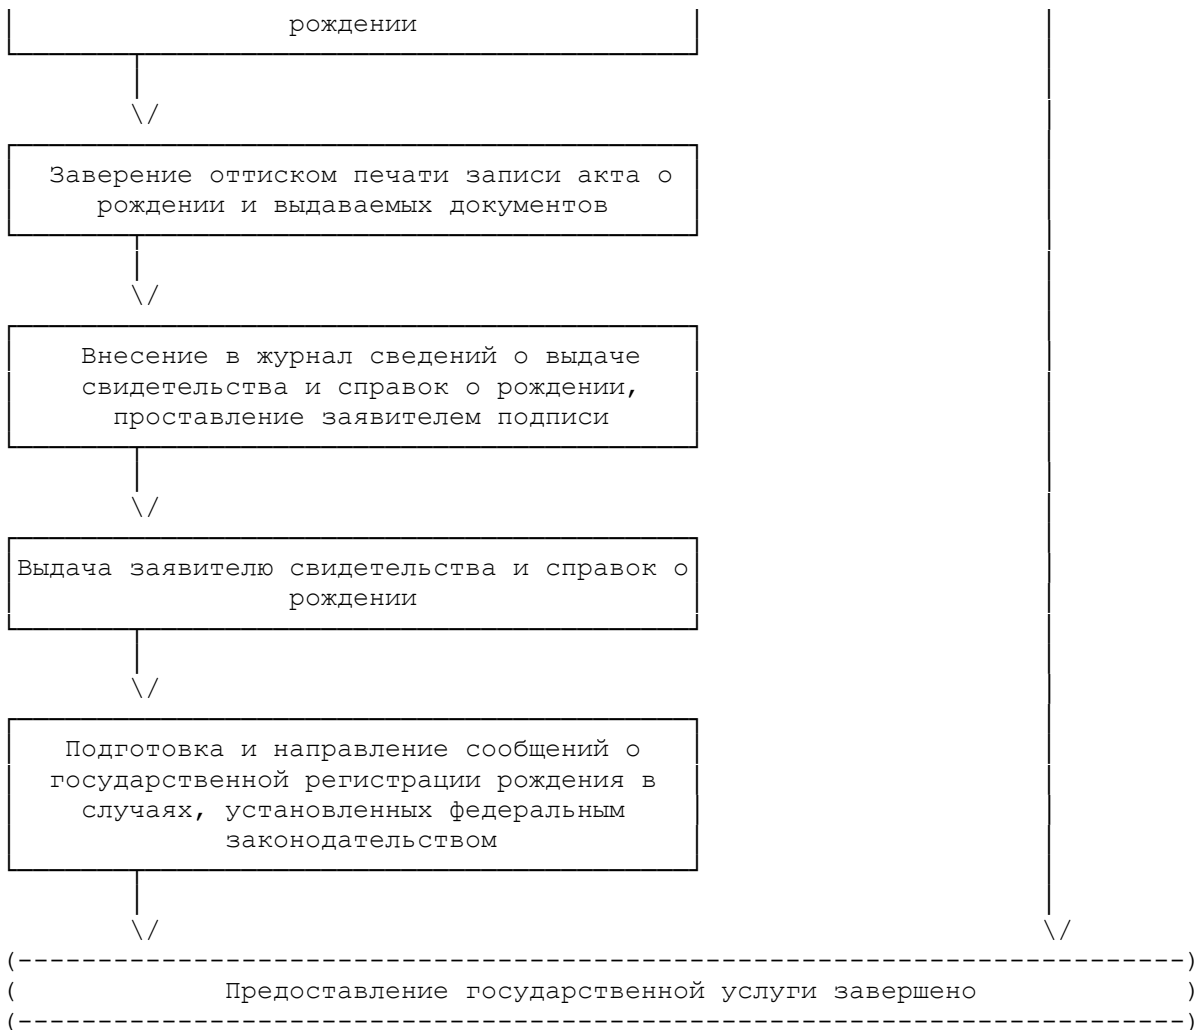 рождении
Заверение оттиском печати записи акта о
рождении и выдаваемых документов
Внесение в журнал сведений о выдаче
свидетельства и справок о рождении,
проставление заявителем подписи
Выдача заявителю свидетельства и справок о
рождении
Подготовка и направление сообщений о
государственной регистрации рождения в
случаях, установленных федеральным
законодательством
Предоставление государственной услуги завершено